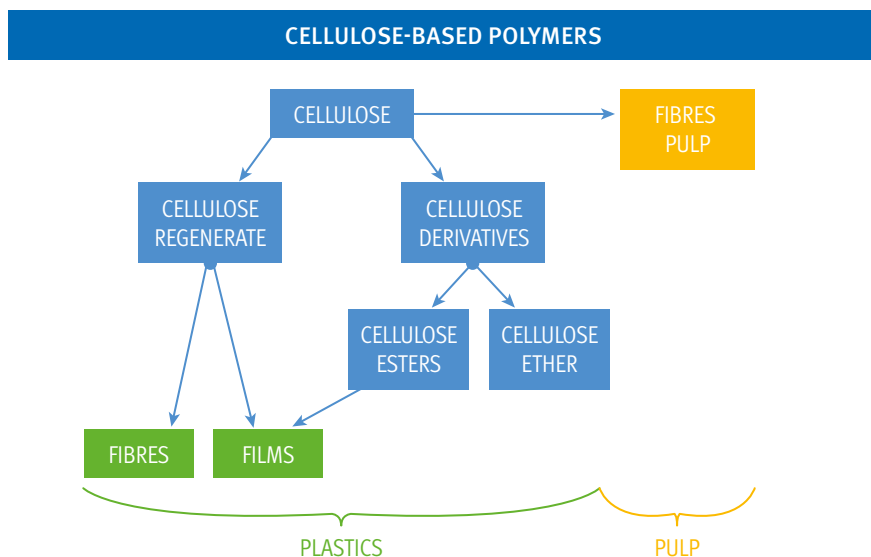 CELLULOSE-BASED POLYMERS
CELLULOSE
FIBRES
PULP
CELLULOSE
REGENERATE
CELLULOSE
DERIVATIVES
CELLULOSE
ESTERS
CELLULOSE
ETHER
FIBRES
FILMS
PLASTICS
PULP